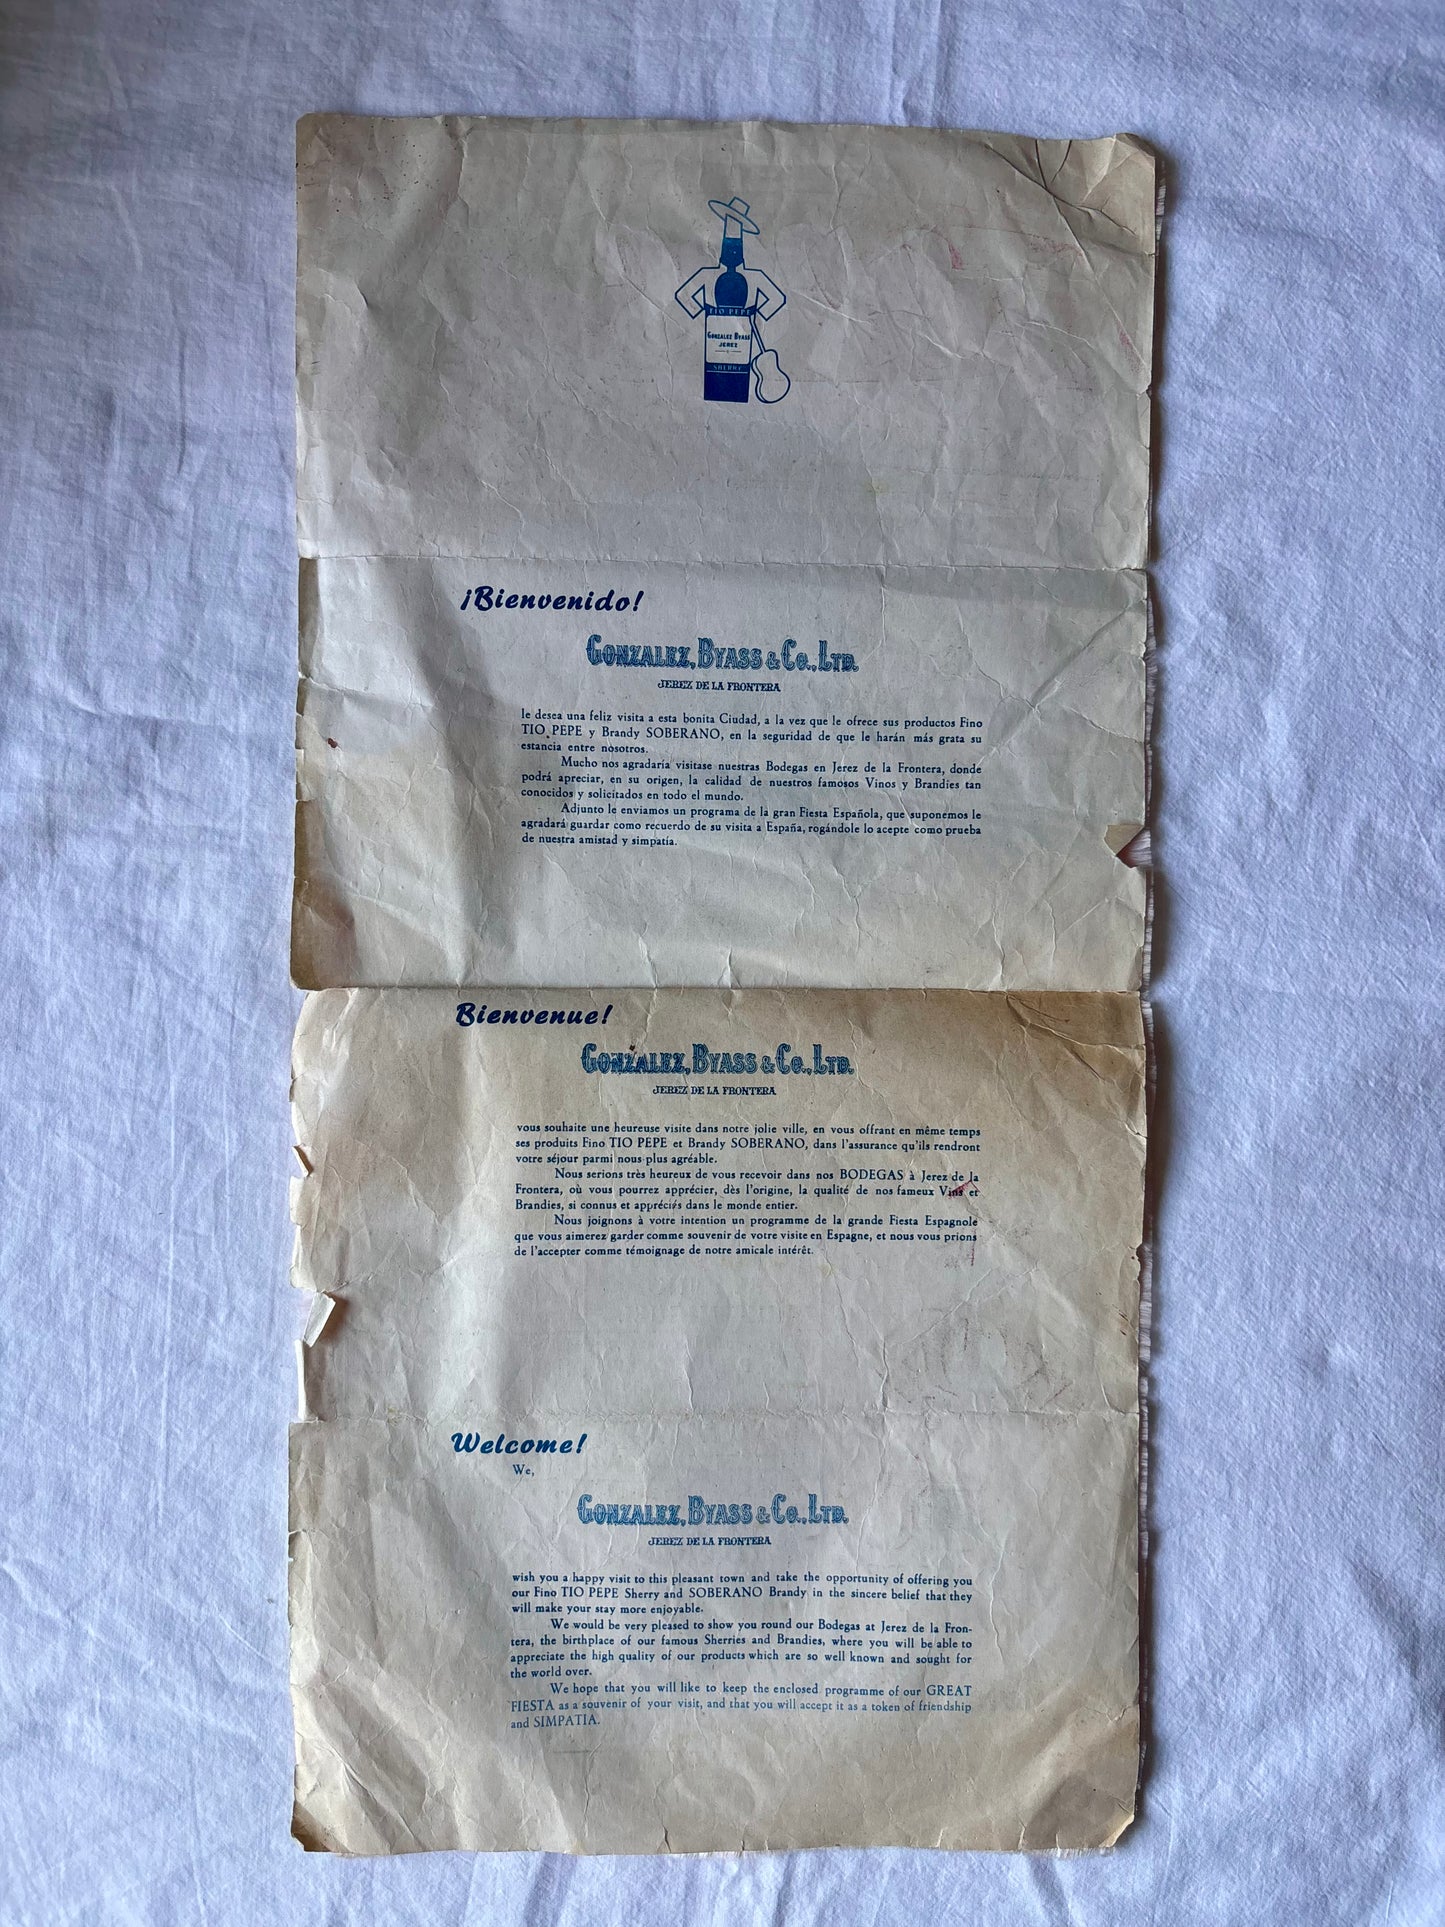 TIO PEPE
GONZALEZ BYASS
JEREZ
SHERRY
¡Bienvenido!
GONZALEZ, BYASS & Co., LTD.
JEREZ DE LA FRONTERA
le desea una feliz visita a esta bonita Ciudad, a la vez que le ofrece sus productos Fino
TIO PEPE y Brandy SOBERANO, en la seguridad de que le harán más grata su
estancia entre nosotros.
Mucho nos agradaría visitase nuestras Bodegas en Jerez de la Frontera, donde
podrá apreciar, en su origen, la calidad de nuestros famosos Vinos y Brandies tan
conocidos y solicitados en todo el mundo.
Adjunto le enviamos un programa de la gran Fiesta Española, que suponemos le
agradará guardar como recuerdo de su visita a España, rogándole lo acepte como prueba
de nuestra amistad y simpatía.
Bienvenue!
GONZALEZ, BYASS & Co., LTD.
JEREZ DE LA FRONTERA
vous souhaite une heureuse visite dans notre jolie ville, en vous offrant en même temps
ses produits Fino TIO PEPE et Brandy SOBERANO, dans l'assurance qu'ils rendront
votre séjour parmi nous plus agréable.
Nous serions très heureux de vous recevoir dans nos BODEGAS à Jerez de la
Frontera, où vous pourrez apprécier, dès l'origine, la qualité de nos fameux Vins et
Brandies, si connus et appréciés dans le monde entier.
Nous joignons à votre intention un programme de la grande Fiesta Espagnole
que vous aimerez garder comme souvenir de votre visite en Espagne, et nous vous prions
de l'accepter comme témoignage de notre amicale intérêt.
Welcome!
We,
GONZALEZ, BYASS & Co., LTD.
JEREZ DE LA FRONTERA
wish you a happy visit to this pleasant town and take the opportunity of offering you
our Fino TIO PEPE Sherry and SOBERANO Brandy in the sincere belief that they
will make your stay more enjoyable.
We would be very pleased to show you round our Bodegas at Jerez de la Fron-
tera, the birthplace of our famous Sherries and Brandies, where you will be able to
appreciate the high quality of our products which are so well known and sought for
the world over.
We hope that you will like to keep the enclosed programme of our GREAT
FIESTA as a souvenir of your visit, and that you will accept it as a token of friendship
and SIMPATIA.